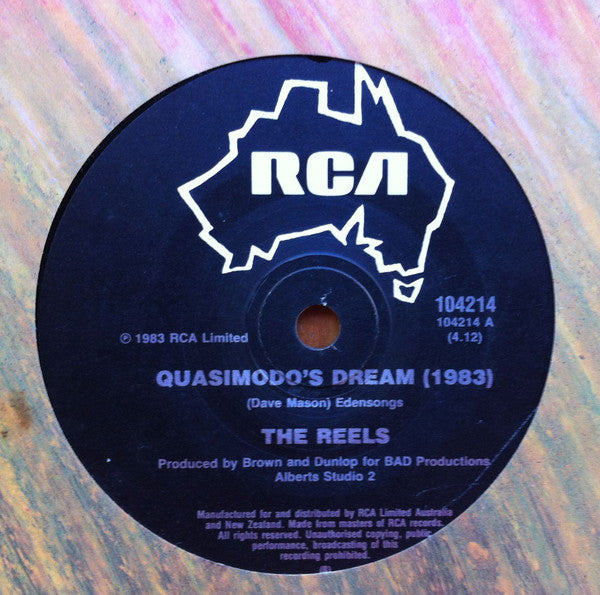 RCA
104214
104214 A
(4.12)
℗ 1983 RCA Limited
QUASIMODO'S DREAM (1983)
(Dave Mason) Edensongs
THE REELS
Produced by Brown and Dunlop for BAD Productions
Alberts Studio 2
Manufactured for and distributed by RCA Limited Australia
and New Zealand. Made from masters of RCA records.
All rights reserved. Unauthorised copying, public
performance, broadcasting of this
recording prohibited.